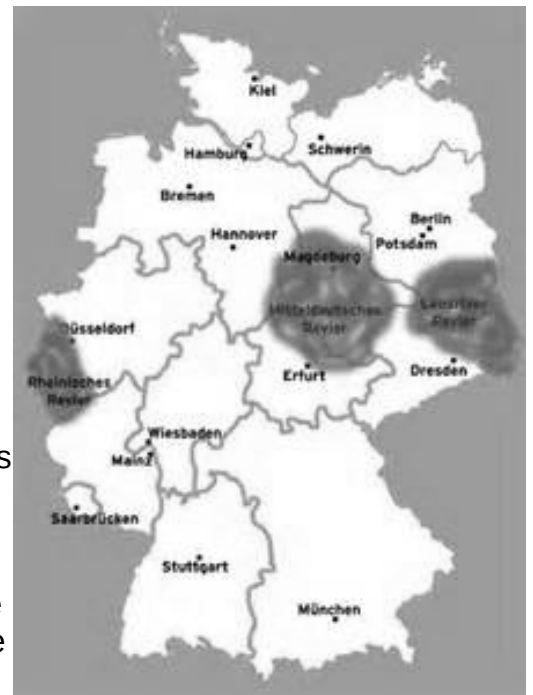 Kiel
Hamburg
Schwerin
Bremen
Berlin
Hannover
Potsdam
Magdeburg
Mitteldeutsches
Revier
Lausitzer
Revier
Düsseldorf
Erfurt
Dresden
Rheinisches
Revier
Wiesbaden
Mainz
s
Saarbrücken
Stuttgart
e
München